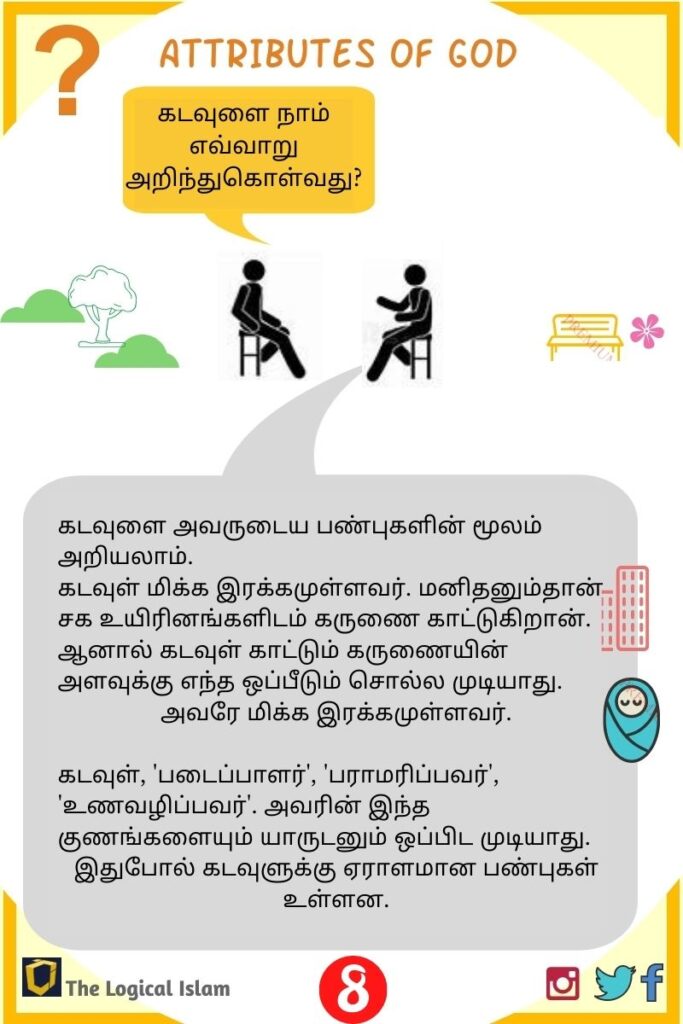 ?
ATTRIBUTES OF GOD
கடவுளை நாம்
எவ்வாறு
அறிந்துகொள்வது?
கடவுளை அவருடைய பண்புகளின் மூலம்
அறியலாம்.
கடவுள் மிக்க இரக்கமுள்ளவர். மனிதனும்தான்
சக உயிரினங்களிடம் கருணை காட்டுகிறான்.
ஆனால் கடவுள் காட்டும் கருணையின்
அளவுக்கு எந்த ஒப்பீடும் சொல்ல முடியாது.
அவரே மிக்க இரக்கமுள்ளவர்.
கடவுள், 'படைப்பாளர்', 'பராமரிப்பவர்',
'உணவழிப்பவர்'. அவரின் இந்த
குணங்களையும் யாருடனும் ஒப்பிட முடியாது.
இதுபோல் கடவுளுக்கு ஏராளமான பண்புகள்
உள்ளன.
The Logical Islam
8